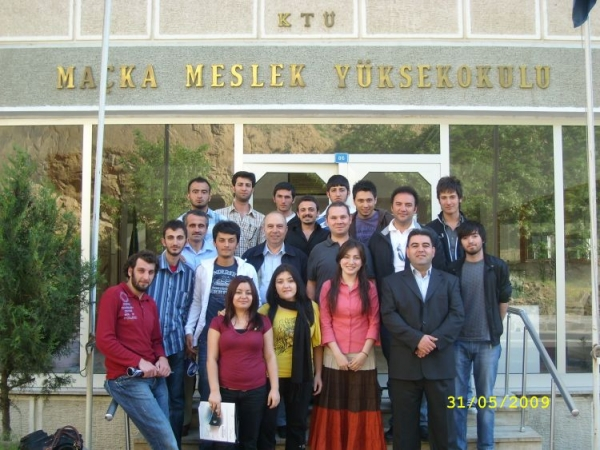 KTÜ
MAÇKA MESLEK YÜKSEKOKULU
31/05/2009